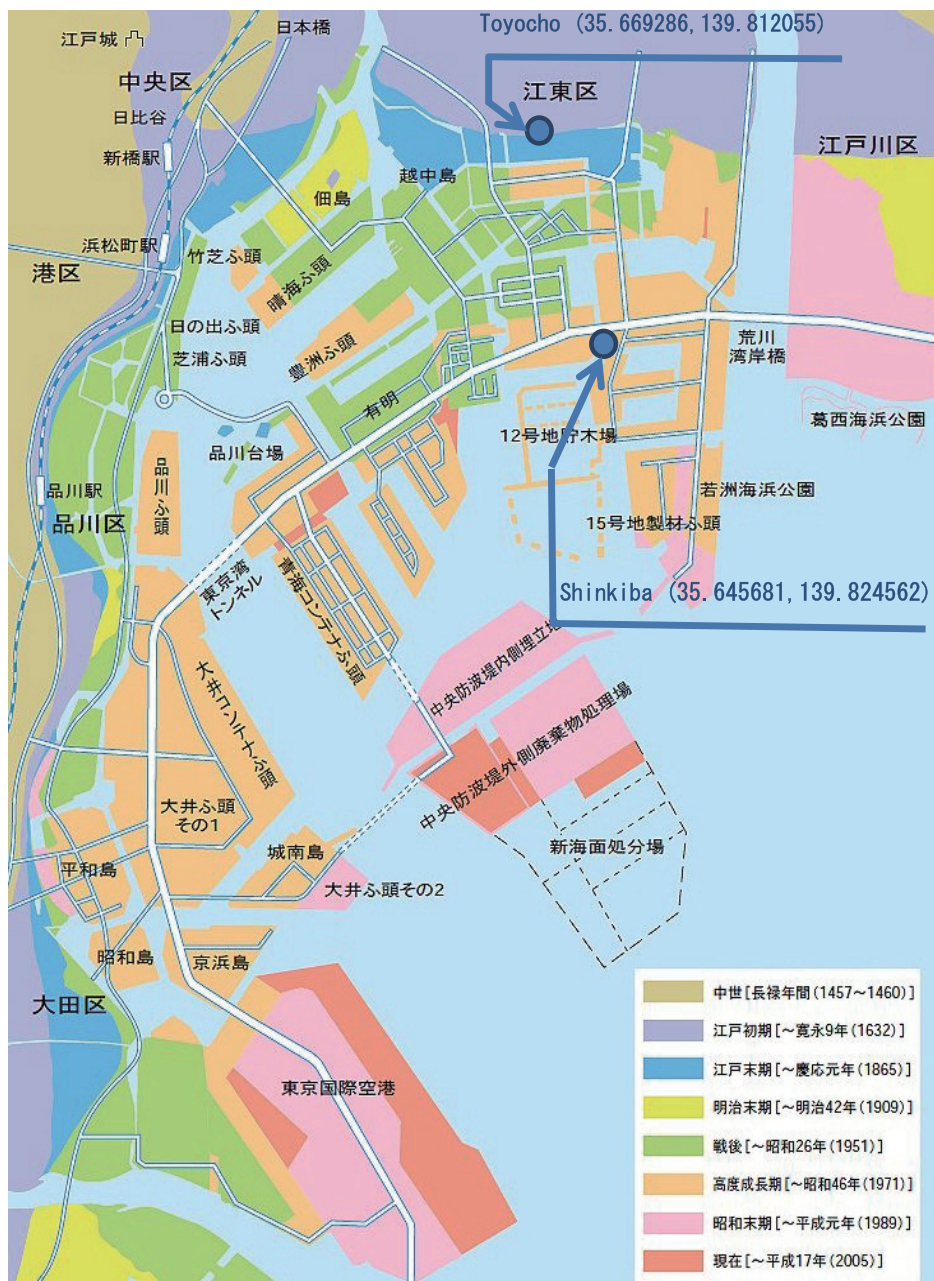 Toyocho (35.669286,139.812055)
江戸城
日本橋
中央区
日比谷
新橋駅
江東区
江戸川区
佃島
越中島
浜松町駅
港区
竹芝ふ頭
晴海ふ頭
日の出ふ頭
芝浦ふ頭
豊洲ふ頭
荒川
湾岸橋
有明
葛西海浜公園
品川台場
12号地貯木場
品川駅
品川区
品川ふ頭
若洲海浜公園
15号地製材ふ頭
東京湾
トンネル
青海コンテナふ頭
Shinkiba (35.645681,139.824562)
中央防波堤内側埋立地
大井コンテナふ頭
中央防波堤外側廃棄物処理場
大井ふ頭
その1
新海面処分場
城南島
平和島
大井ふ頭その2
昭和島
京浜島
大田区
東京国際空港
中世[長禄年間(1457~1460)]
江戸初期[~寛永9年(1632)]
江戸末期[~慶応元年(1865)]
明治末期[~明治42年(1909)]
戦後[~昭和26年(1951)]
高度成長期[~昭和46年(1971)]
昭和末期[~平成元年(1989)]
現在[~平成17年(2005)]